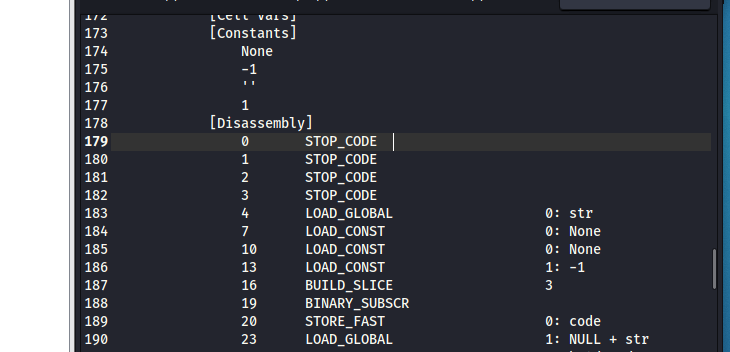 172 [Cell Vars]
173 [Constants]
174 None
175 -1
176 ''
177 1
178 [Disassembly]
179 0 STOP_CODE
180 1 STOP_CODE
181 2 STOP_CODE
182 3 STOP_CODE
183 4 LOAD_GLOBAL 0: str
184 7 LOAD_CONST 0: None
185 10 LOAD_CONST 0: None
186 13 LOAD_CONST 1: -1
187 16 BUILD_SLICE 3
188 19 BINARY_SUBSCR
189 20 STORE_FAST 0: code
190 23 LOAD_GLOBAL 1: NULL + str